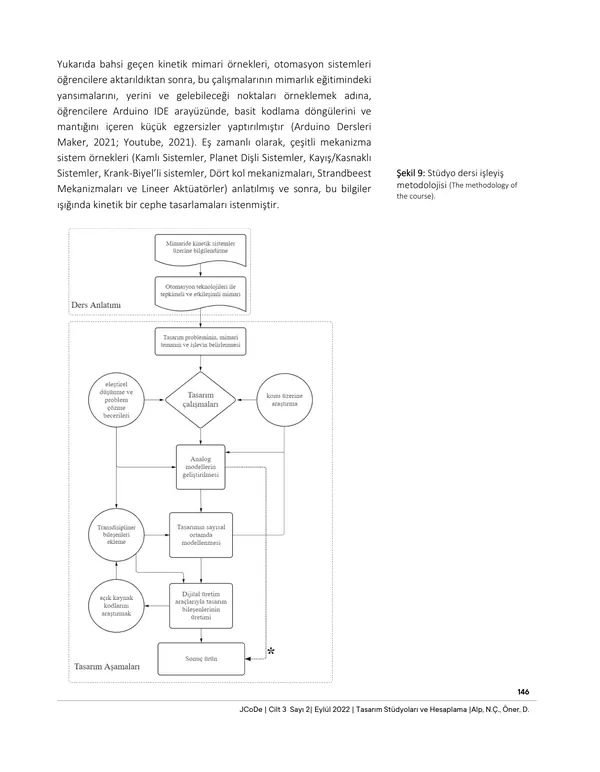 Yukarıda bahsi geçen kinetik mimari örnekleri, otomasyon sistemleri
öğrencilere aktarıldıktan sonra, bu çalışmalarının mimarlık eğitimindeki
yansımalarını, yerini ve gelebileceği noktaları örneklemek adına,
öğrencilere Arduino IDE arayüzünde, basit kodlama döngülerini ve
mantığını içeren küçük egzersizler yaptırılmıştır (Arduino Dersleri
Maker, 2021; Youtube, 2021). Eş zamanlı olarak, çeşitli mekanizma
sistem örnekleri (Kamlı Sistemler, Planet Dişli Sistemler, Kayış/Kasnaklı
Sistemler, Krank-Biyel'li sistemler, Dört kol mekanizmaları, Strandbeest
Mekanizmaları ve Lineer Aktüatörler) anlatılmış ve sonra, bu bilgiler
ışığında kinetik bir cephe tasarlamaları istenmiştir.
Şekil 9: Stüdyo dersi işleyiş
metodolojisi (The methodology of
the course).
Mimaride kinetik sistemler
üzerine bilgilendirme
Otomasyon teknolojileri ile
tepkimeli ve etkileşimli mimari
Ders Anlatımı
Tasarım probleminin, mimari
temanın ve işlevin belirlenmesi
eleştirel
düşünme ve
problem
çözme
becerileri
Tasarım
çalışmaları
konu üzerine
araştırma
Analog
modellerin
geliştirilmesi
Transdisipliner
bileşenleri
ekleme
Tasarımın sayısal
ortamda
modellenmesi
açık kaynak
kodlarını
araştırmak
Dijital üretim
araçlarıyla tasarım
bileşenlerinin
üretimi
Sonuç ürün
*
Tasarım Aşamaları
146
JCoDe | Cilt 3 Sayı 2| Eylül 2022 | Tasarım Stüdyoları ve Hesaplama |Alp, N.Ç., Öner, D.